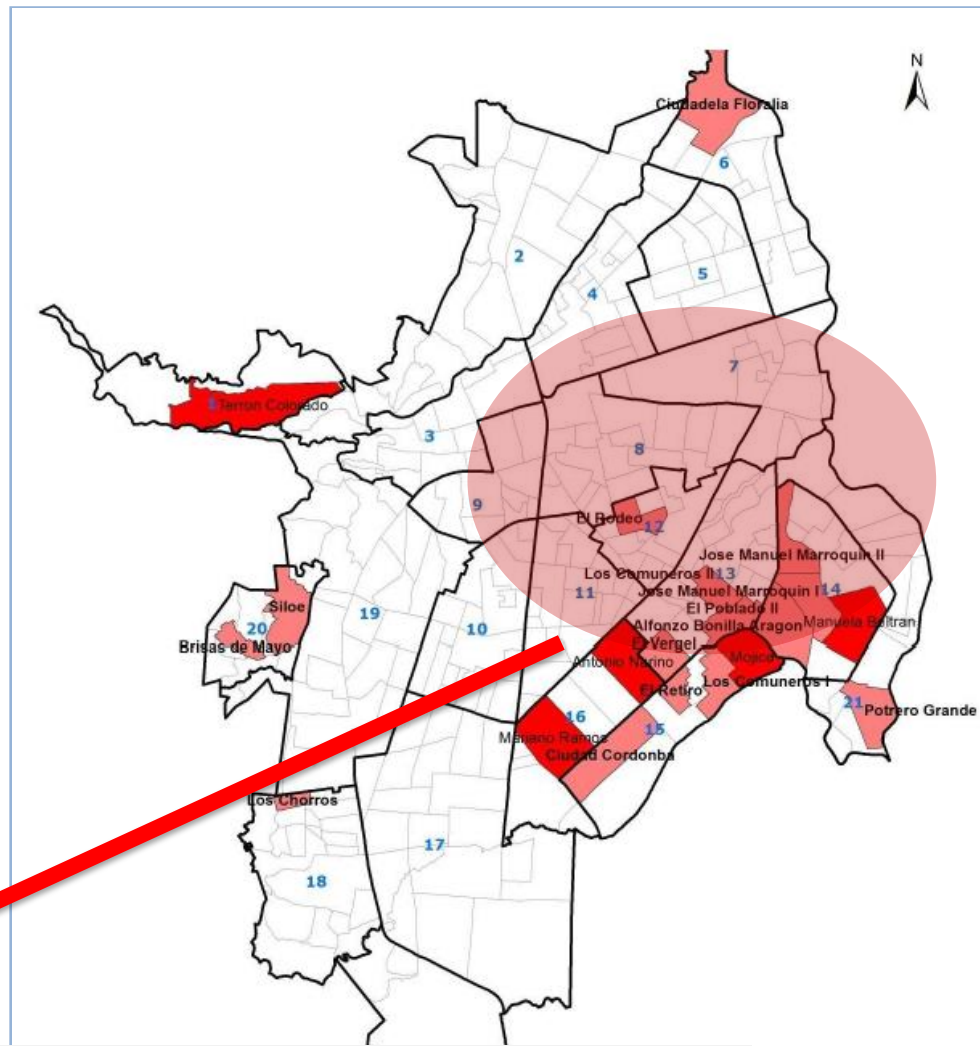 N
Ciudadela Floralia
6
2
5
4
7
Terron Colorado
3
8
9
El Rodeo
12
Jose Manuel Marroquin II
Los Comuneros II
13
11
Jose Manuel Marroquin I
14
El Poblado II
Siloe
19
10
Alfonzo Bonilla Aragon
Manuela Beltran
20
El Vergel
Brisas de Mayo
Antonio Narino
Mojica
El Retiro
Los Comuneros I
21
Potrero Grande
16
15
Mariano Ramos
Ciudad Cordonba
Los Chorros
17
18